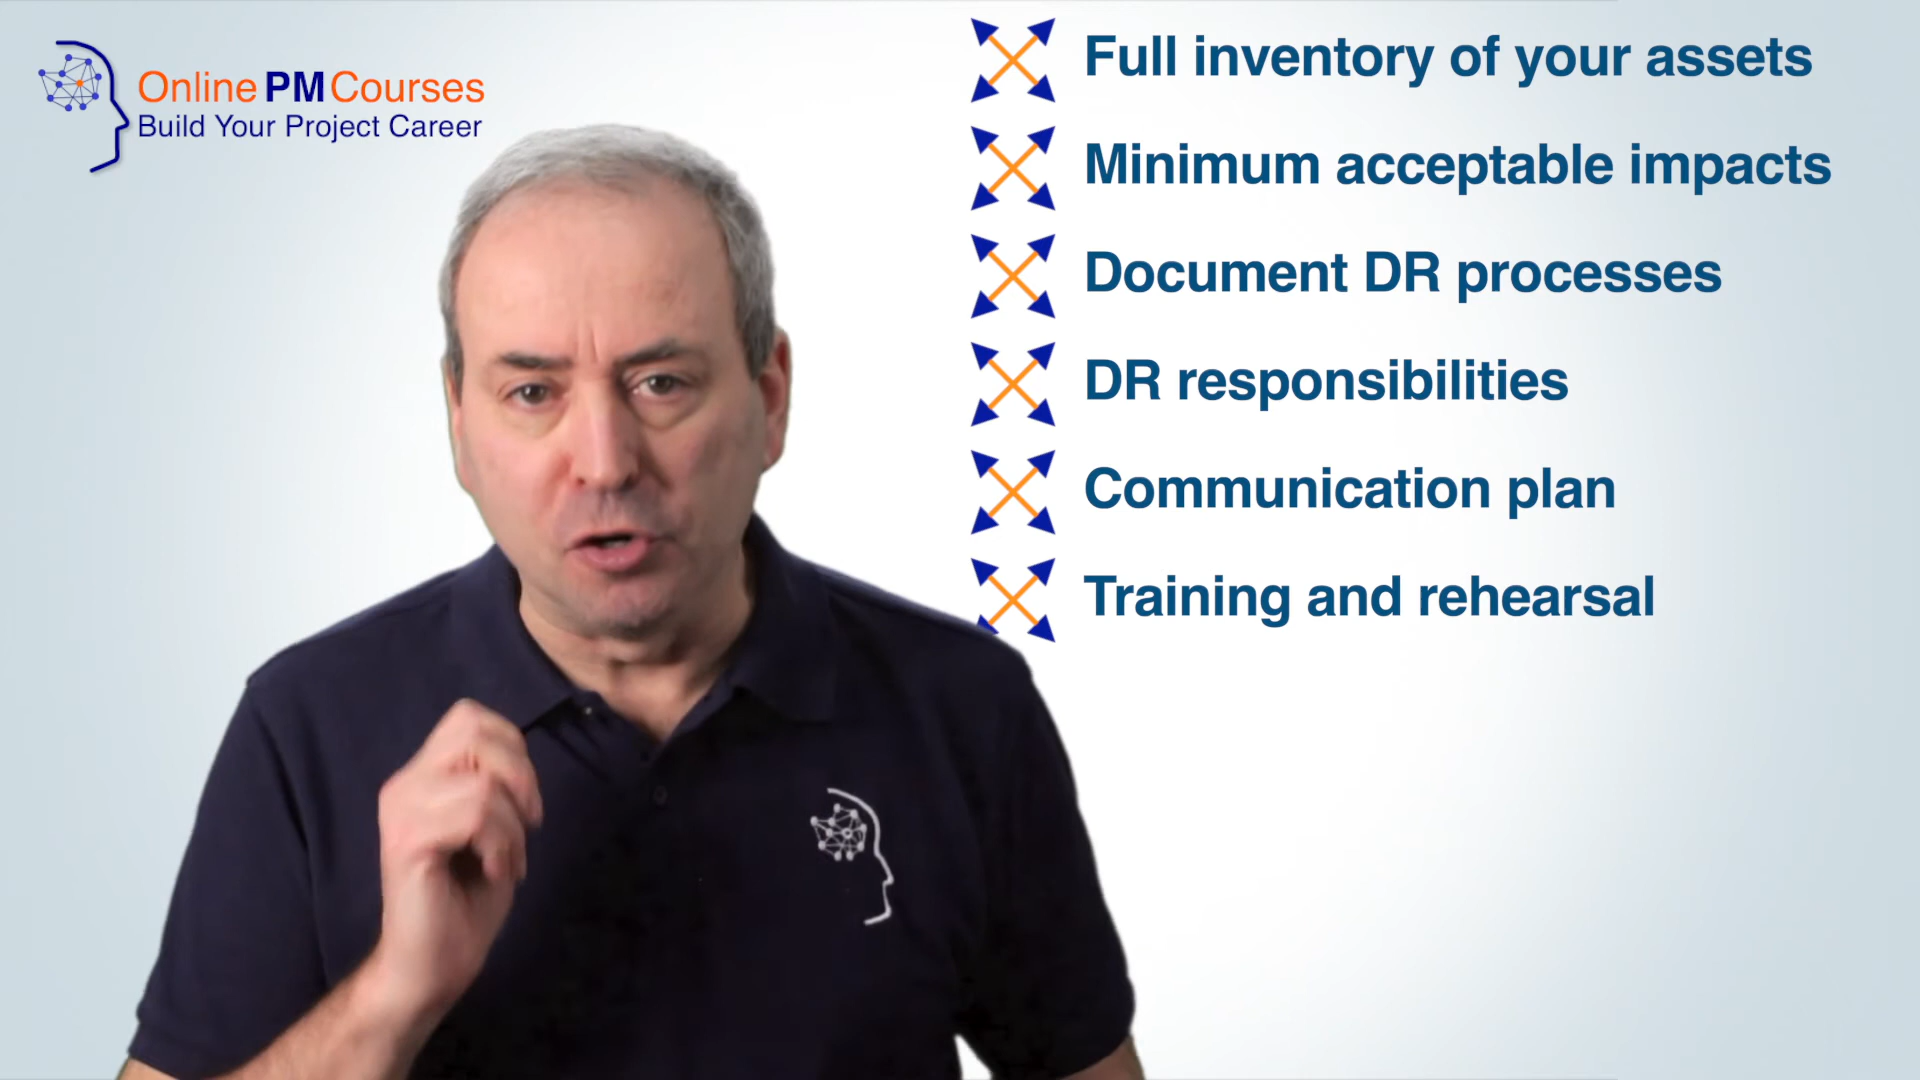 Online PM Courses
Build Your Project Career
Full inventory of your assets
Minimum acceptable impacts
Document DR processes
DR responsibilities
Communication plan
Training and rehearsal